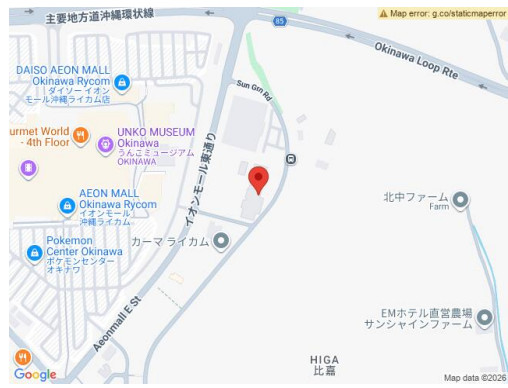 主要地方道沖縄環状線
Map error: g.co/staticmaperror
85
Okinawa Loop Rte
DAISO AEON MALL
Okinawa Rycom
ダイソー イオン
モール沖縄ライカム店
Sun Grn Rd
urmet World
- 4th Floor
UNKO MUSEUM
Okinawa
うんこミュージアム
OKINAWA
イオンモール東通り
AEON MALL
Okinawa Rycom
イオンモール
沖縄ライカム
北中ファーム
Farm
カーマ ライカム
Pokemon
Center Okinawa
ポケモンセンター
オキナワ
EMホテル直営農場
サンシャインファーム
Aeonmall E St
HIGA
比嘉
Google
Map data ©2026